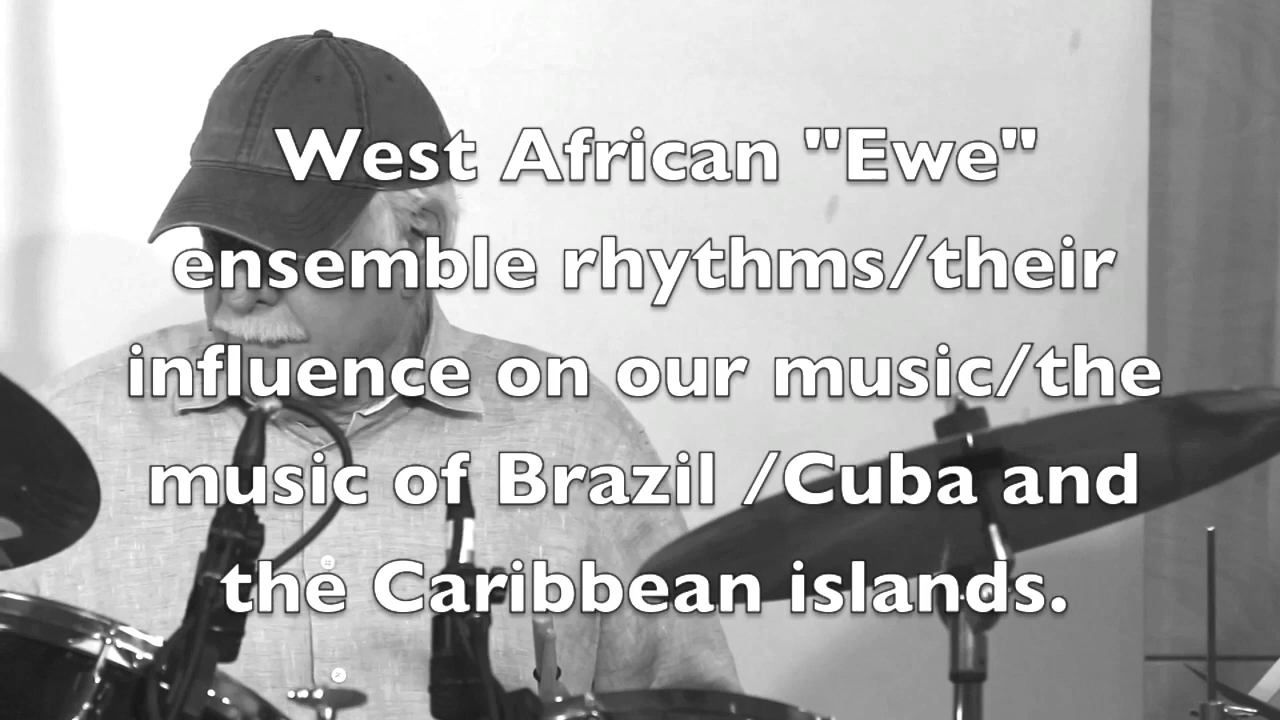 West African "Ewe"
ensemble rhythms/their
influence on our music/the
music of Brazil /Cuba and
the Caribbean islands.